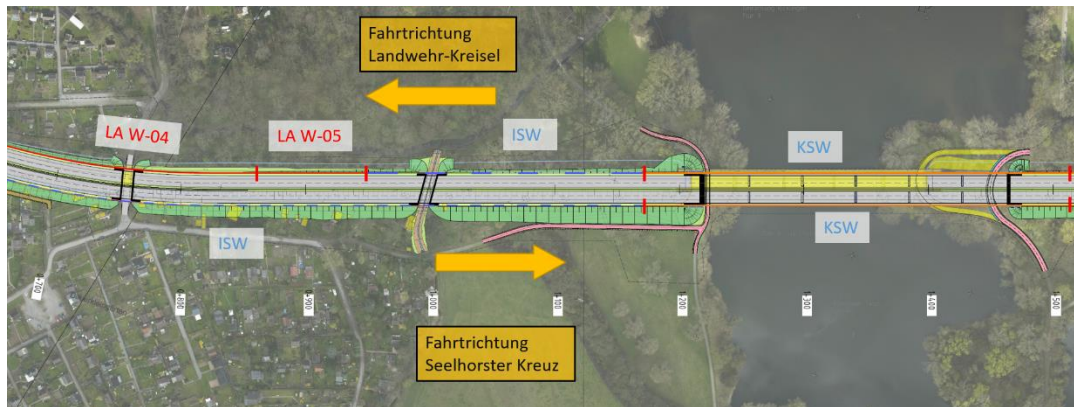 Fahrtrichtung
Landwehr-Kreisel
LA W-04
LA W-05
ISW
KSW
ISW
KSW
Fahrtrichtung
Seelhorster Kreuz